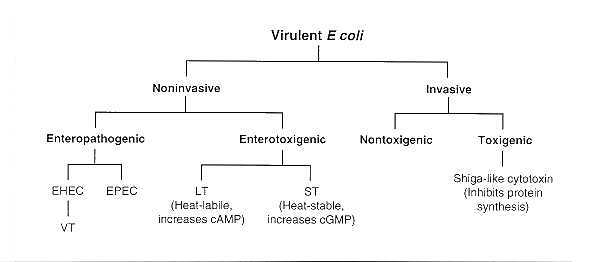 Virulent E coli
Noninvasive Invasive
Enteropathogenic Enterotoxigenic Nontoxigenic Toxigenic
EHEC EPEC LT ST Shiga-like cytotoxin
(Heat-labile, (Heat-stable, (Inhibits protein
increases cAMP) increases cGMP) synthesis)
VT